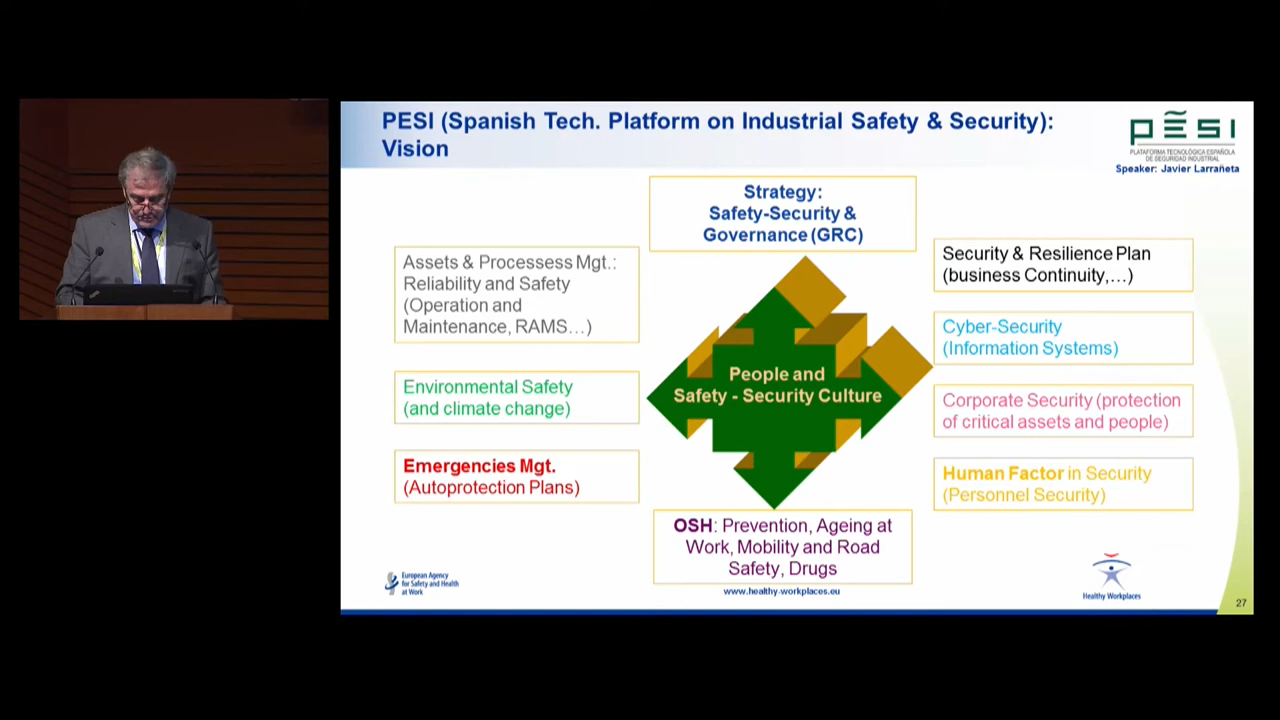 PESI (Spanish Tech. Platform on Industrial Safety & Security):
Vision
PESI
PLATAFORMA TECNOLÓGICA ESPAÑOLA
DE SEGURIDAD INDUSTRIAL
Speaker: Javier Larrañeta
Strategy:
Safety-Security &
Governance (GRC)
Assets & Processess Mgt.:
Reliability and Safety
(Operation and
Maintenance, RAMS…)
Environmental Safety
(and climate change)
Emergencies Mgt.
(Autoprotection Plans)
People and
Safety - Security Culture
Security & Resilience Plan
(business Continuity,…)
Cyber-Security
(Information Systems)
Corporate Security (protection
of critical assets and people)
Human Factor in Security
(Personnel Security)
OSH: Prevention, Ageing at
Work, Mobility and Road
Safety, Drugs
European Agency
for Safety and Health
at Work
www.healthy-workplaces.eu
Healthy Workplaces
27